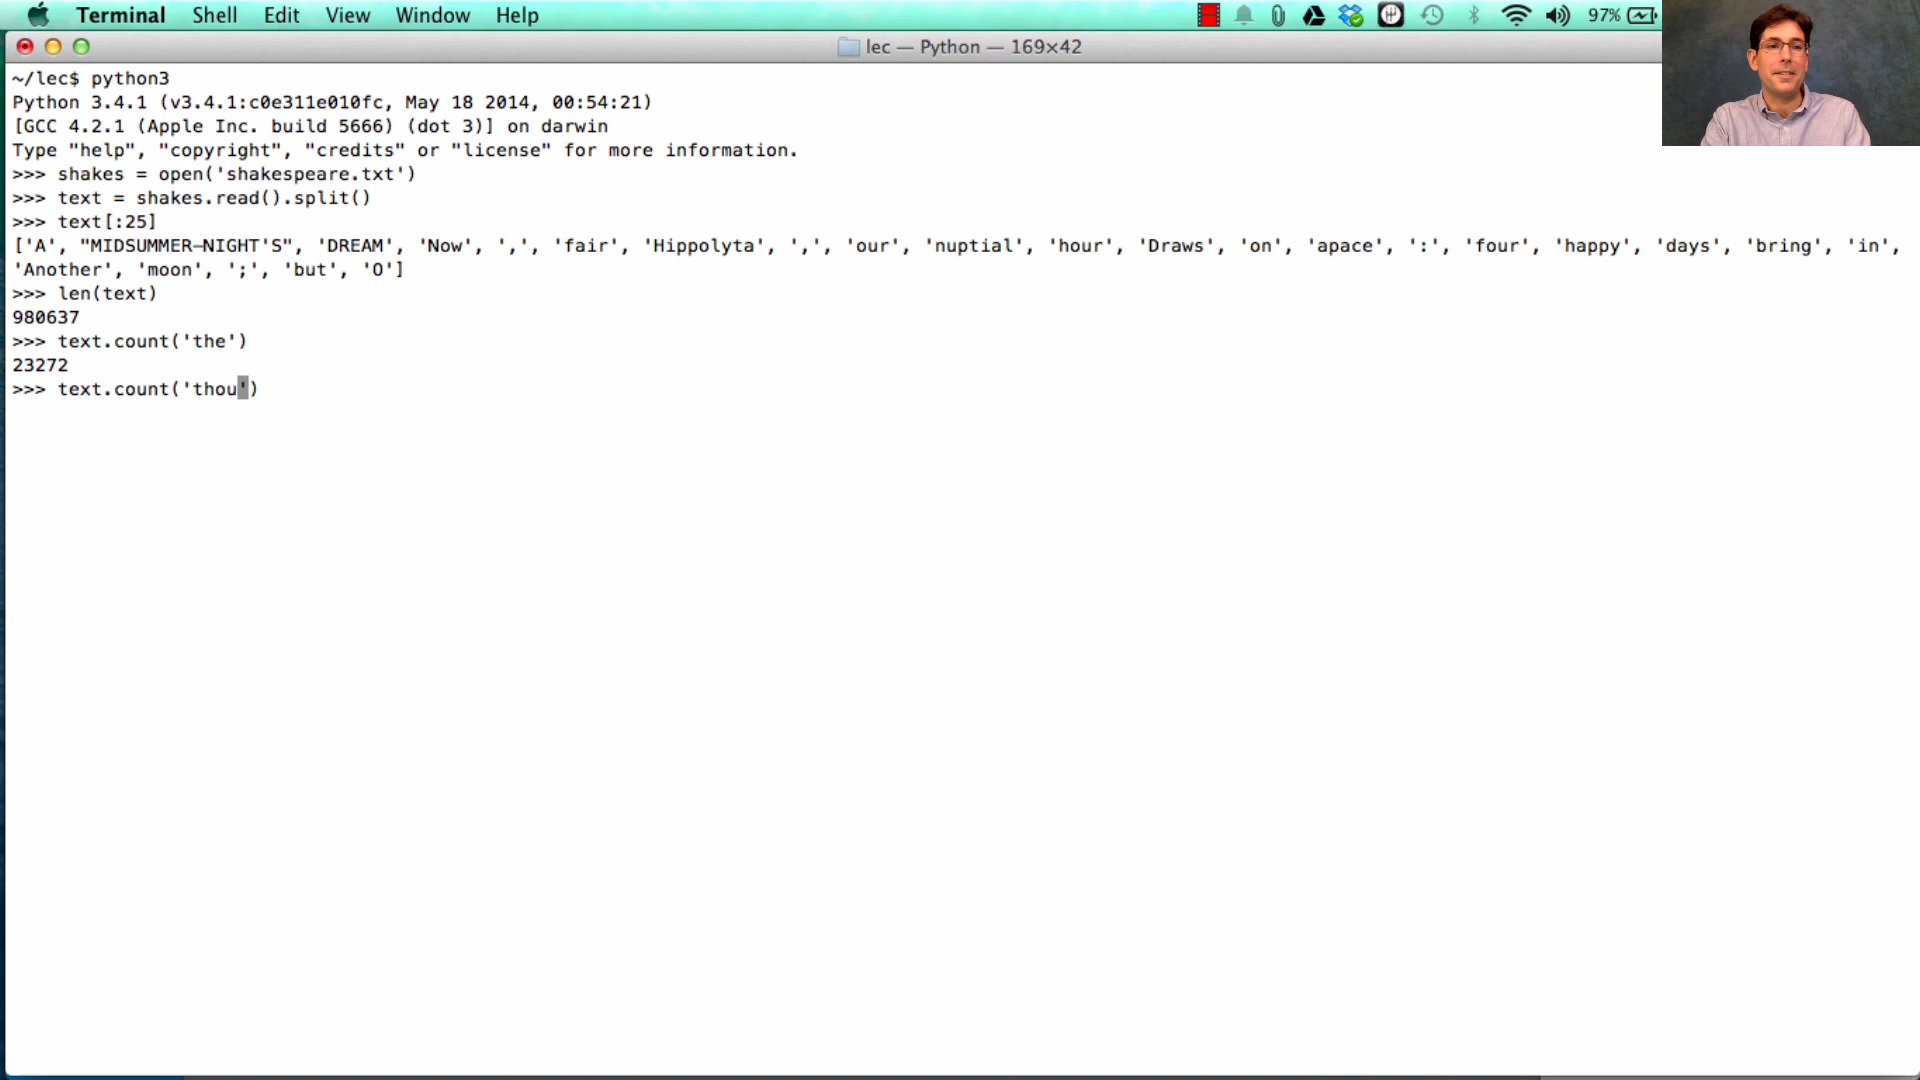 Terminal Shell Edit View Window Help 97%
lec — Python — 169×42
~/lec$ python3
Python 3.4.1 (v3.4.1:c0e311e010fc, May 18 2014, 00:54:21)
[GCC 4.2.1 (Apple Inc. build 5666) (dot 3)] on darwin
Type "help", "copyright", "credits" or "license" for more information.
>>> shakes = open('shakespeare.txt')
>>> text = shakes.read().split()
>>> text[:25]
['A', "MIDSUMMER-NIGHT'S", 'DREAM', 'Now', ',', 'fair', 'Hippolyta', ',', 'our', 'nuptial', 'hour', 'Draws', 'on', 'apace', ':', 'four', 'happy', 'days', 'bring', 'in',
'Another', 'moon', ';', 'but', 'O']
>>> len(text)
980637
>>> text.count('the')
23272
>>> text.count('thou')